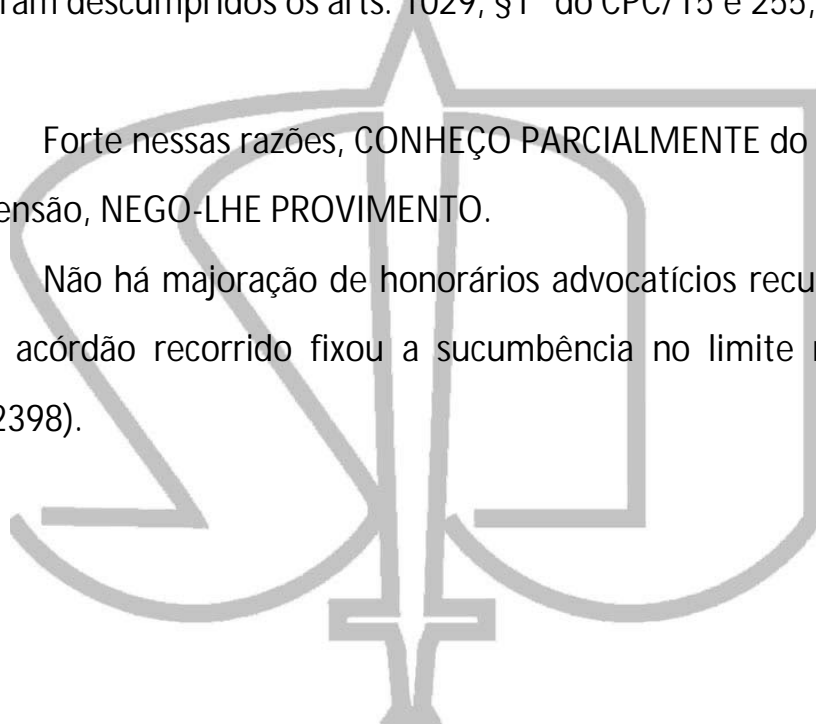 ram descumpridos os arts. 1029, §1º do CPC/15 e 255,
Forte nessas razões, CONHEÇO PARCIALMENTE do
ensão, NEGO-LHE PROVIMENTO.
Não há majoração de honorários advocatícios recu
acórdão recorrido fixou a sucumbência no limite
2398).